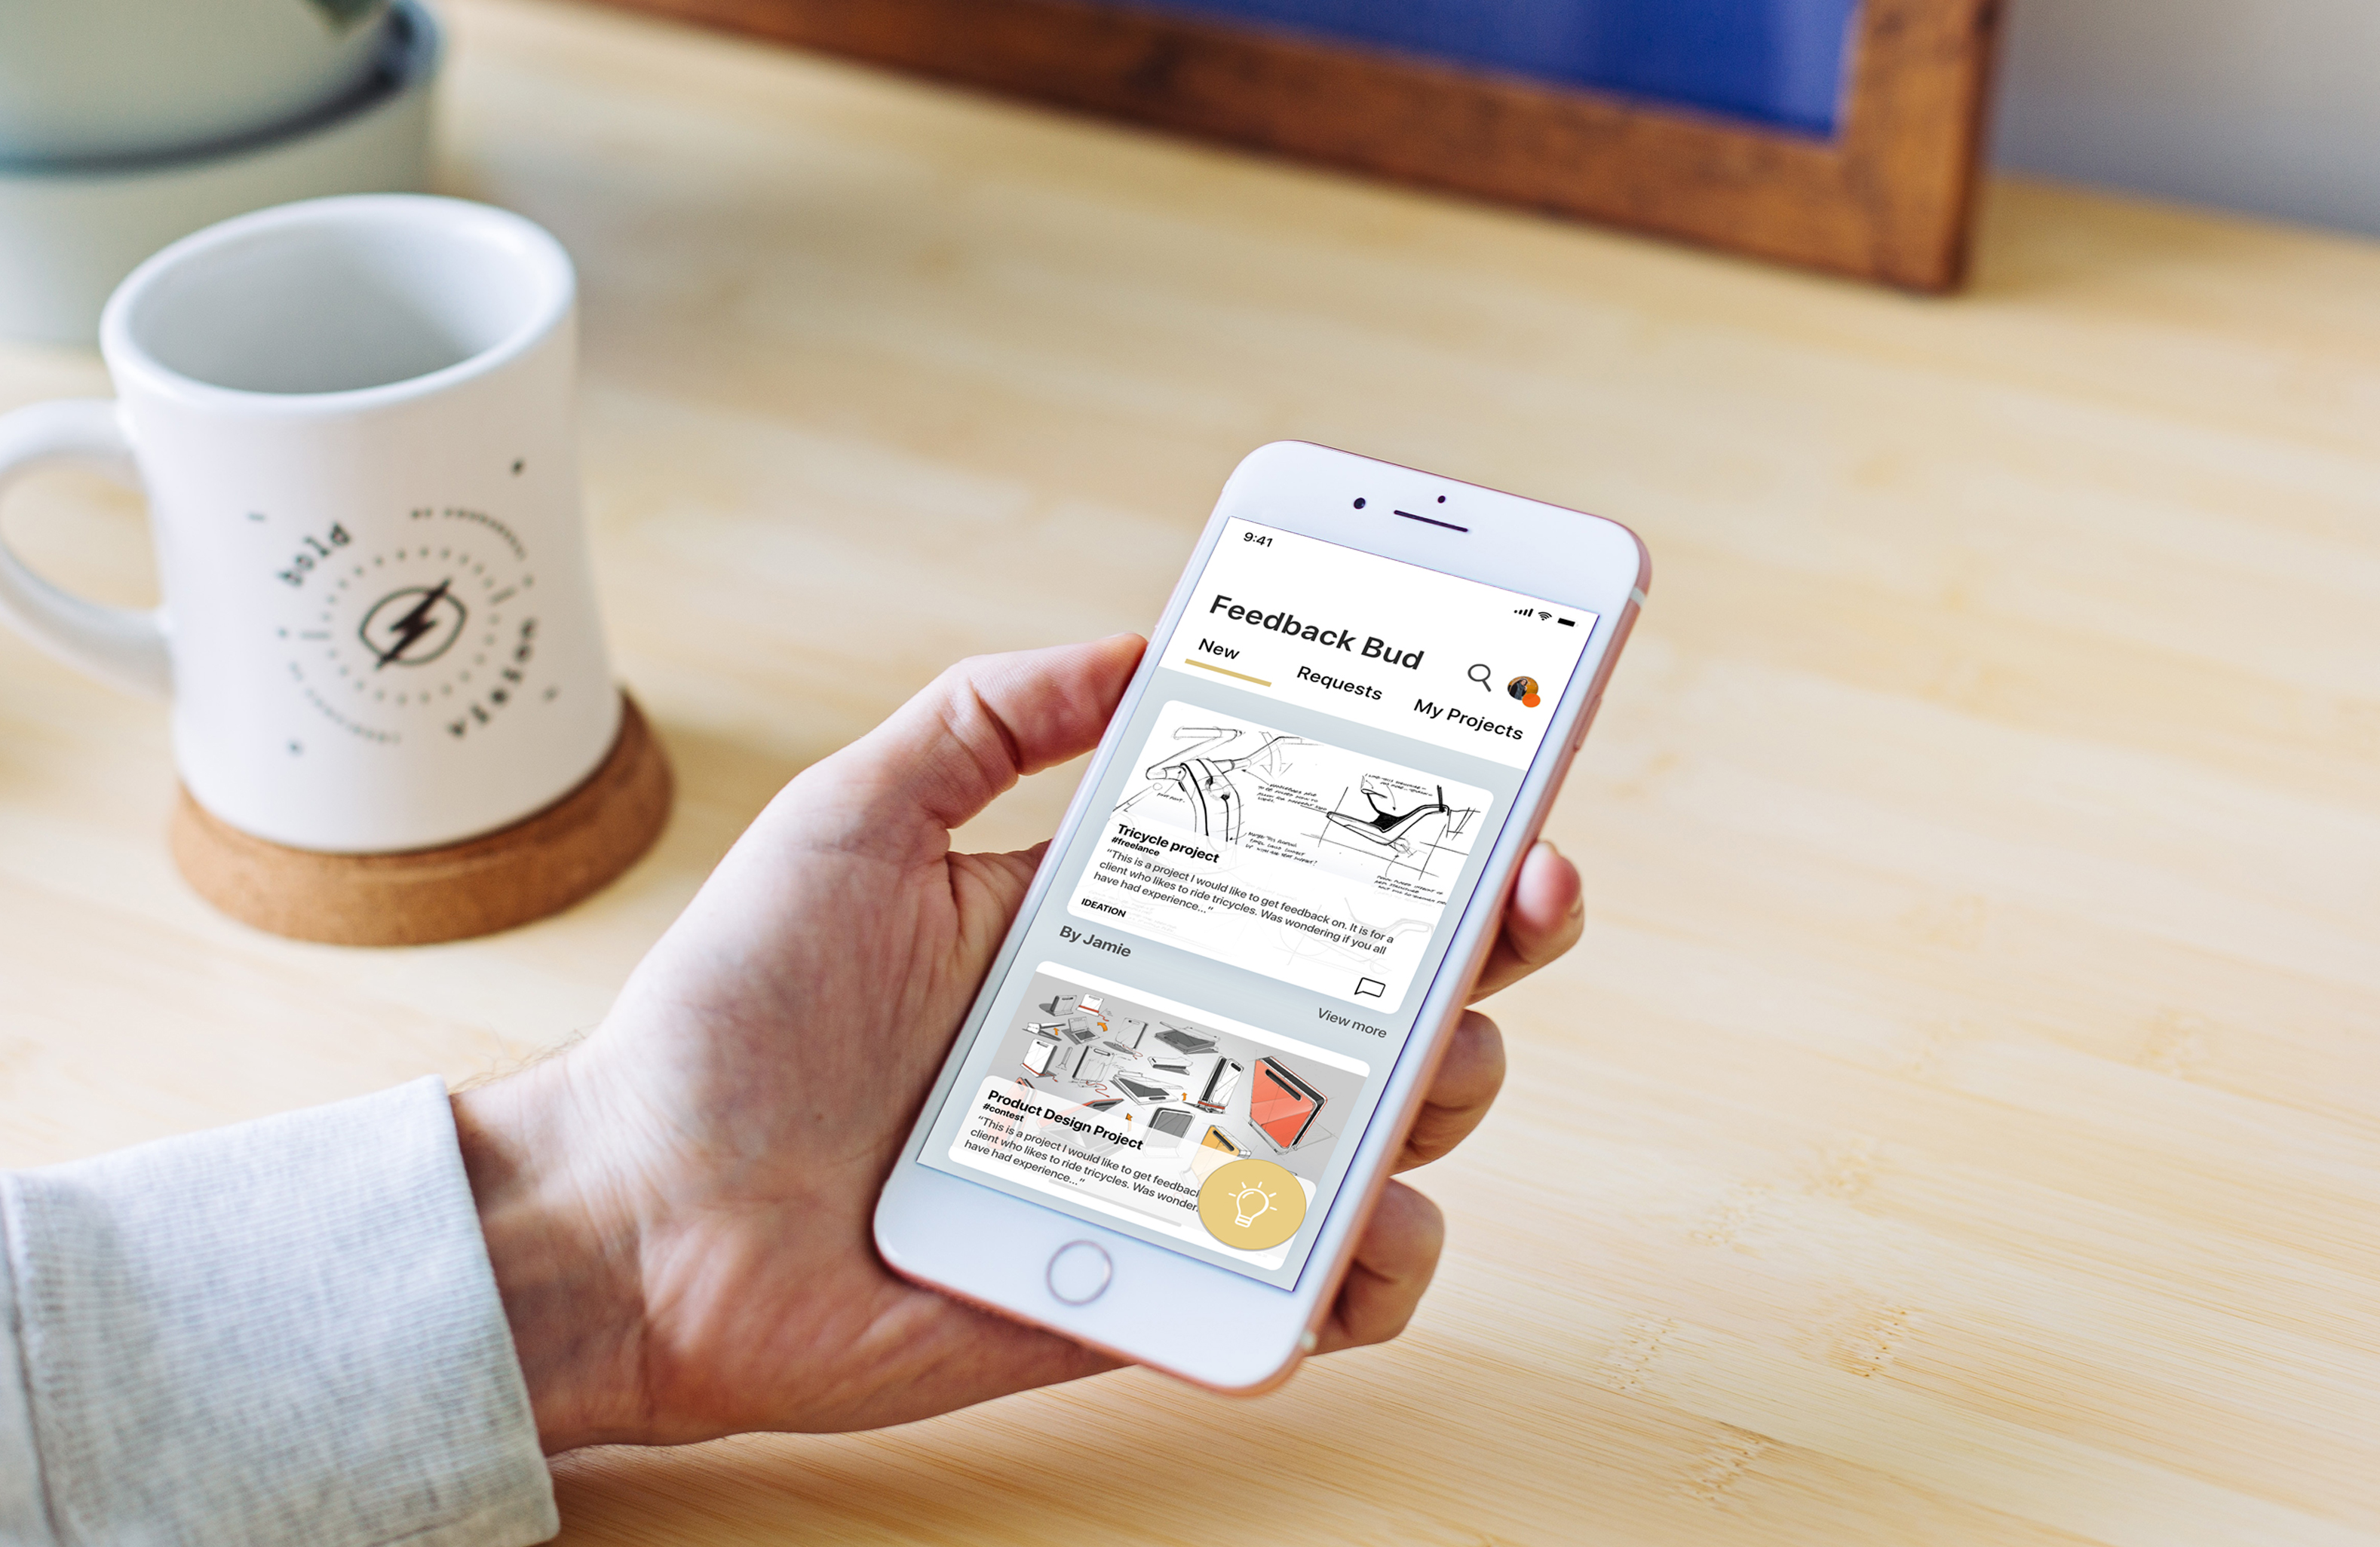 bold
vision
9:41
Feedback Bud
New
Requests
My Projects
Tricycle project
#freelance
"This is a project I would like to get feedback on. It is for a
client who likes to ride tricycles. Was wondering if you all
have had experience..."
IDEATION
By Jamie
View more
Product Design Project
#contest
"This is a project I would like to get feedback
client who likes to ride tricycles. Was wonder
have had experience..."